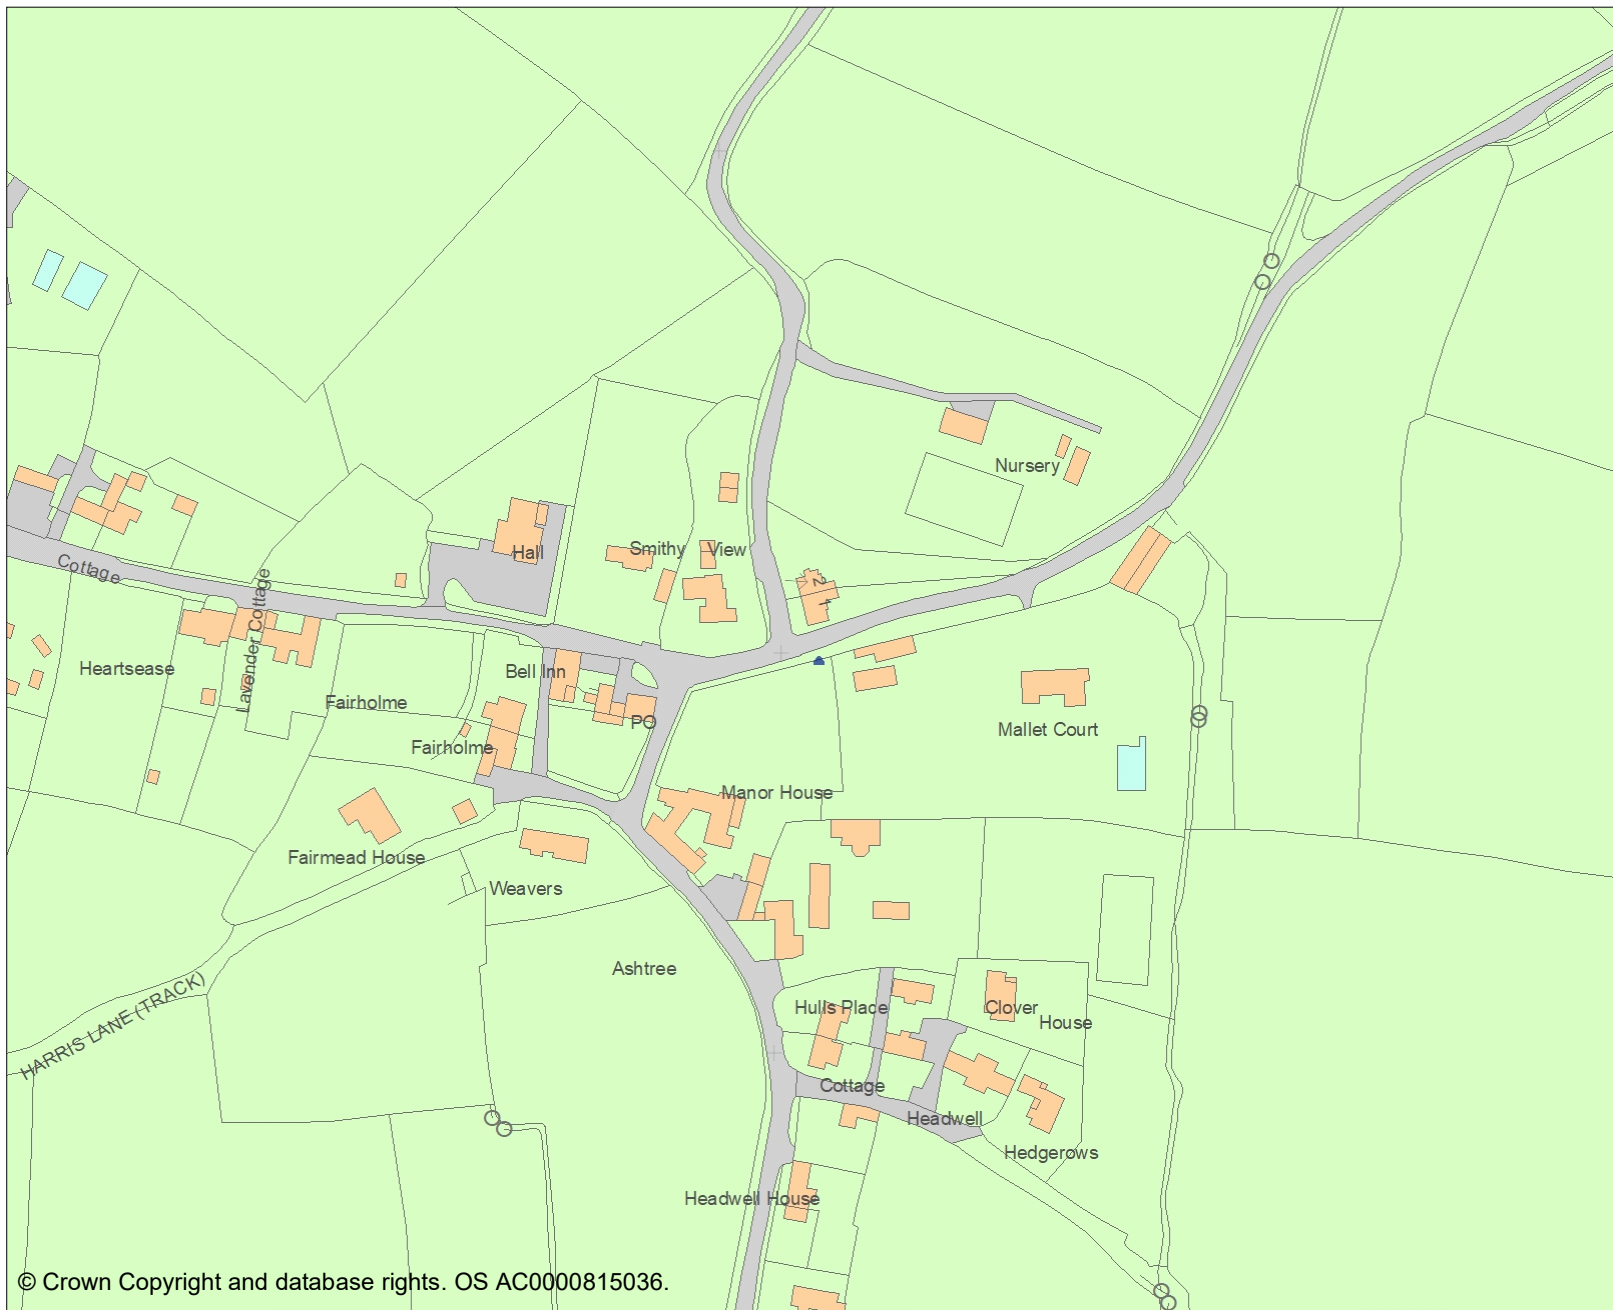 Nursery
Hall
Smithy View
Cottage
2
1
Lavender Cottage
Heartsease
Bell Inn
Fairholme
PO
Mallet Court
Fairholme
Manor House
Fairmead House
Weavers
Ashtree
HARRIS LANE (TRACK)
Hulls Place
Clover
House
Cottage
Headwell
Hedgerows
Headwell House
© Crown Copyright and database rights. OS AC0000815036.